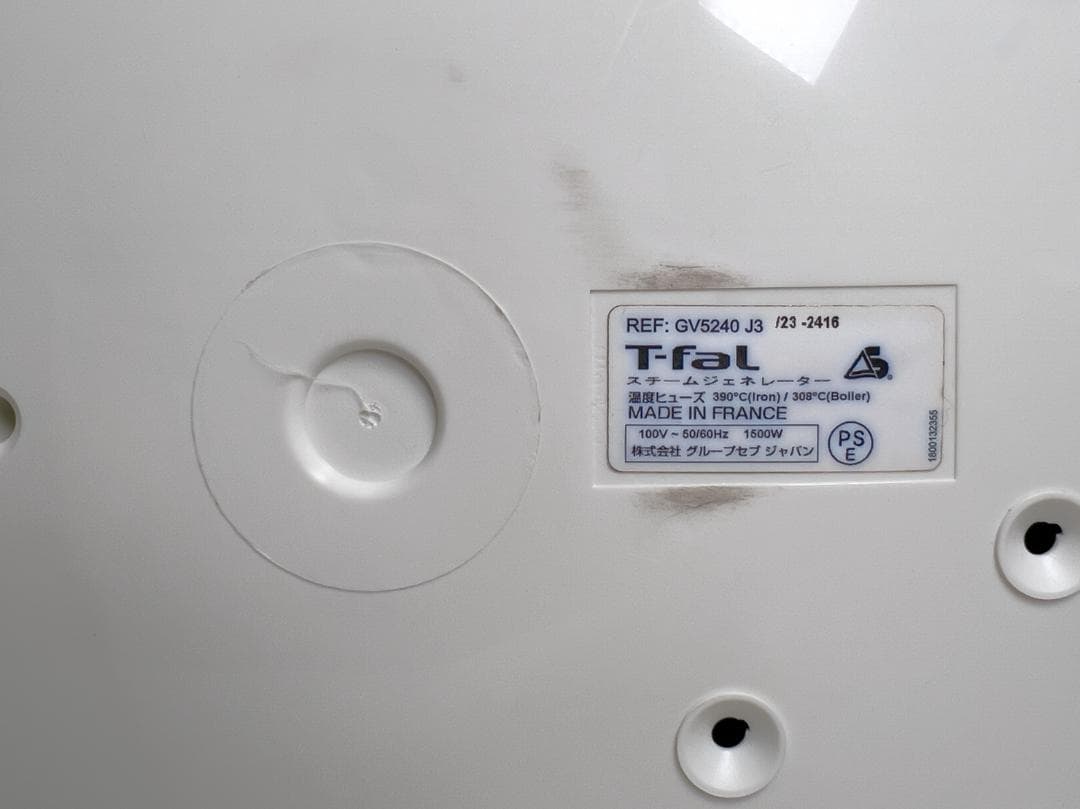 REF: GV5240 J3 /23 -2416
T-faL
スチームジェネレーター
温度ヒューズ 390°C(Iron) / 308°C(Boiler)
MADE IN FRANCE
100V ~ 50/60Hz 1500W
株式会社 グループセブ ジャパン
PS
E
1800132355